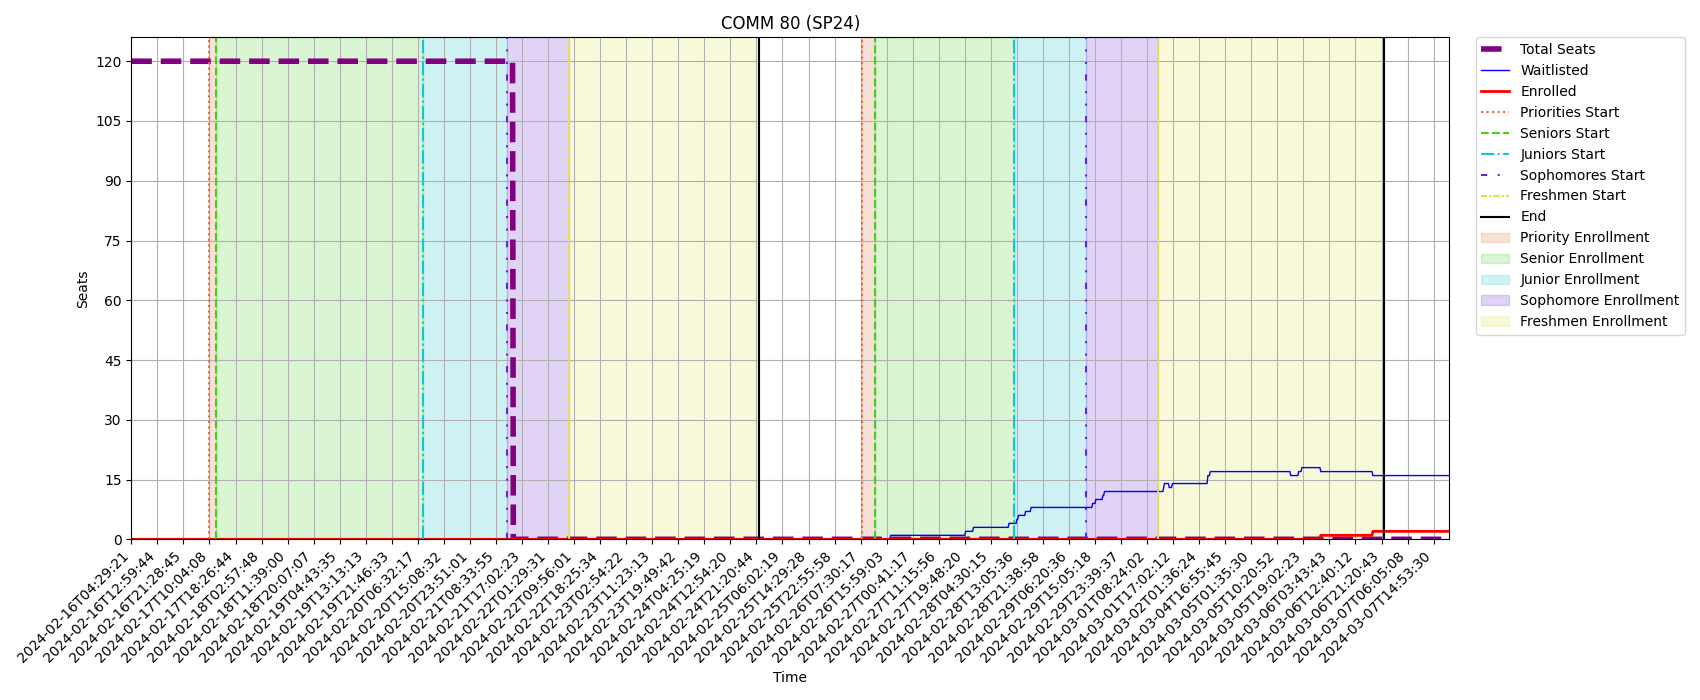 COMM 80 (SP24)
Seats
120
105
90
75
60
45
30
15
0
2024-02-16T04:29:21
2024-02-16T12:59:44
2024-02-16T21:28:45
2024-02-17T10:04:08
2024-02-17T18:26:44
2024-02-18T02:57:48
2024-02-18T11:39:00
2024-02-18T20:07:07
2024-02-19T04:43:35
2024-02-19T13:13:13
2024-02-19T21:46:33
2024-02-20T06:32:17
2024-02-20T15:08:32
2024-02-20T23:51:01
2024-02-21T08:33:55
2024-02-21T17:02:23
2024-02-22T01:29:31
2024-02-22T09:56:01
2024-02-22T18:25:34
2024-02-23T02:54:22
2024-02-23T11:23:13
2024-02-23T19:49:42
2024-02-24T04:25:19
2024-02-24T12:54:20
2024-02-24T21:20:44
2024-02-25T06:02:19
2024-02-25T14:29:28
2024-02-25T22:55:58
2024-02-26T07:30:17
2024-02-26T15:59:03
2024-02-27T00:41:17
2024-02-27T11:15:56
2024-02-27T19:48:20
2024-02-28T04:30:15
2024-02-28T13:05:36
2024-02-28T21:38:58
2024-02-29T06:20:36
2024-02-29T15:05:18
2024-02-29T23:39:37
2024-03-01T08:24:02
2024-03-01T17:02:12
2024-03-02T01:36:24
2024-03-04T16:55:45
2024-03-05T01:35:30
2024-03-05T10:20:52
2024-03-05T19:02:23
2024-03-06T03:43:43
2024-03-06T12:40:12
2024-03-06T21:20:43
2024-03-07T06:05:08
2024-03-07T14:53:30
Time
Total Seats
Waitlisted
Enrolled
Priorities Start
Seniors Start
Juniors Start
Sophomores Start
Freshmen Start
End
Priority Enrollment
Senior Enrollment
Junior Enrollment
Sophomore Enrollment
Freshmen Enrollment